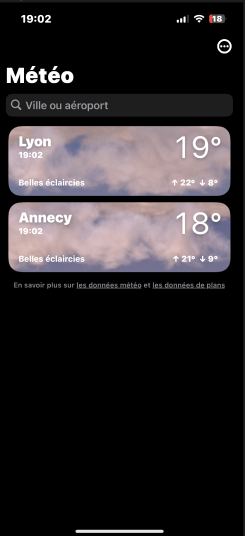 19:02
18
Météo
Ville ou aéroport
Lyon 19°
19:02
Belles éclaircies ↑ 22° ↓ 8°
Annecy 18°
19:02
Belles éclaircies ↑ 21° ↓ 9°
En savoir plus sur les données météo et les données de plans